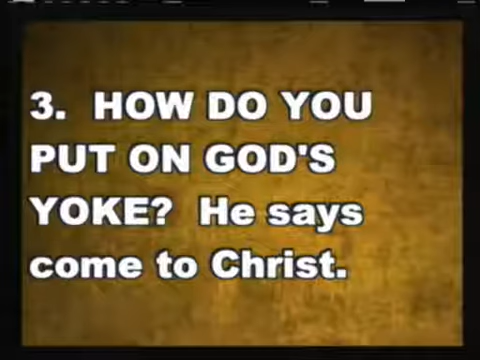 3. HOW DO YOU
PUT ON GOD'S
YOKE? He says
come to Christ.